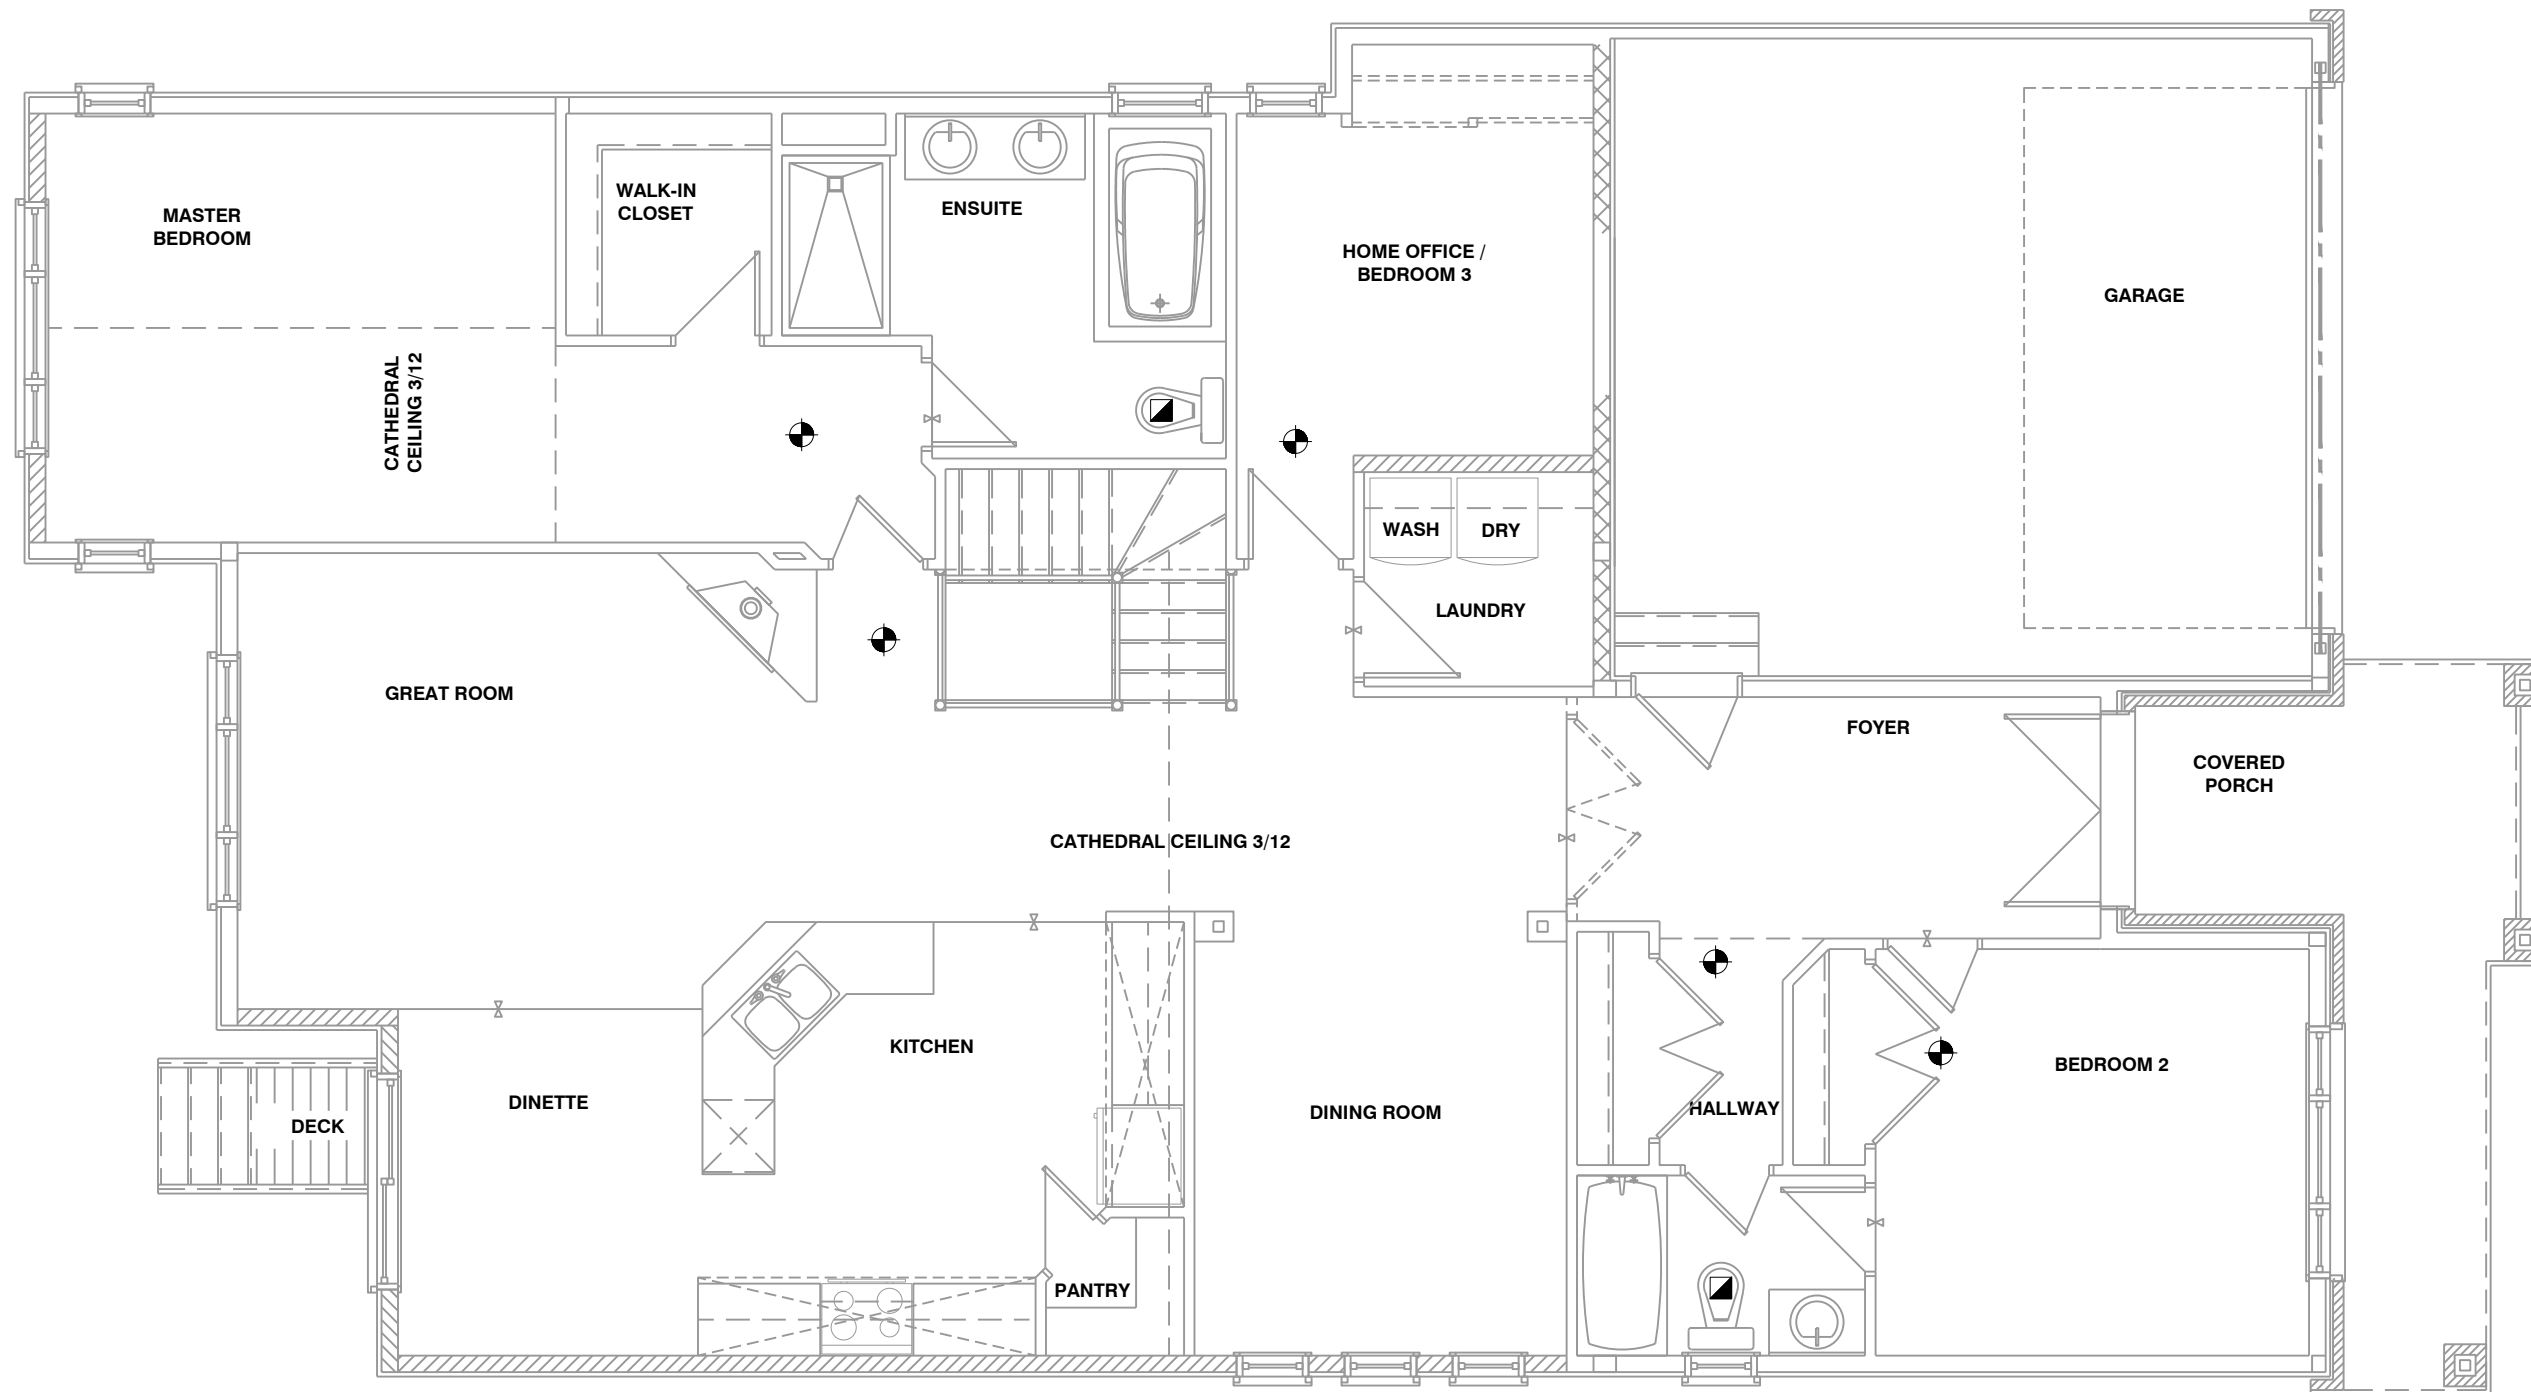 MASTER
BEDROOM
WALK-IN
CLOSET
ENSUITE
HOME OFFICE /
BEDROOM 3
GARAGE
CATHEDRAL
CEILING 3/12
WASH
DRY
LAUNDRY
GREAT ROOM
FOYER
COVERED
PORCH
CATHEDRAL CEILING 3/12
KITCHEN
BEDROOM 2
DINETTE
DINING ROOM
HALLWAY
DECK
PANTRY